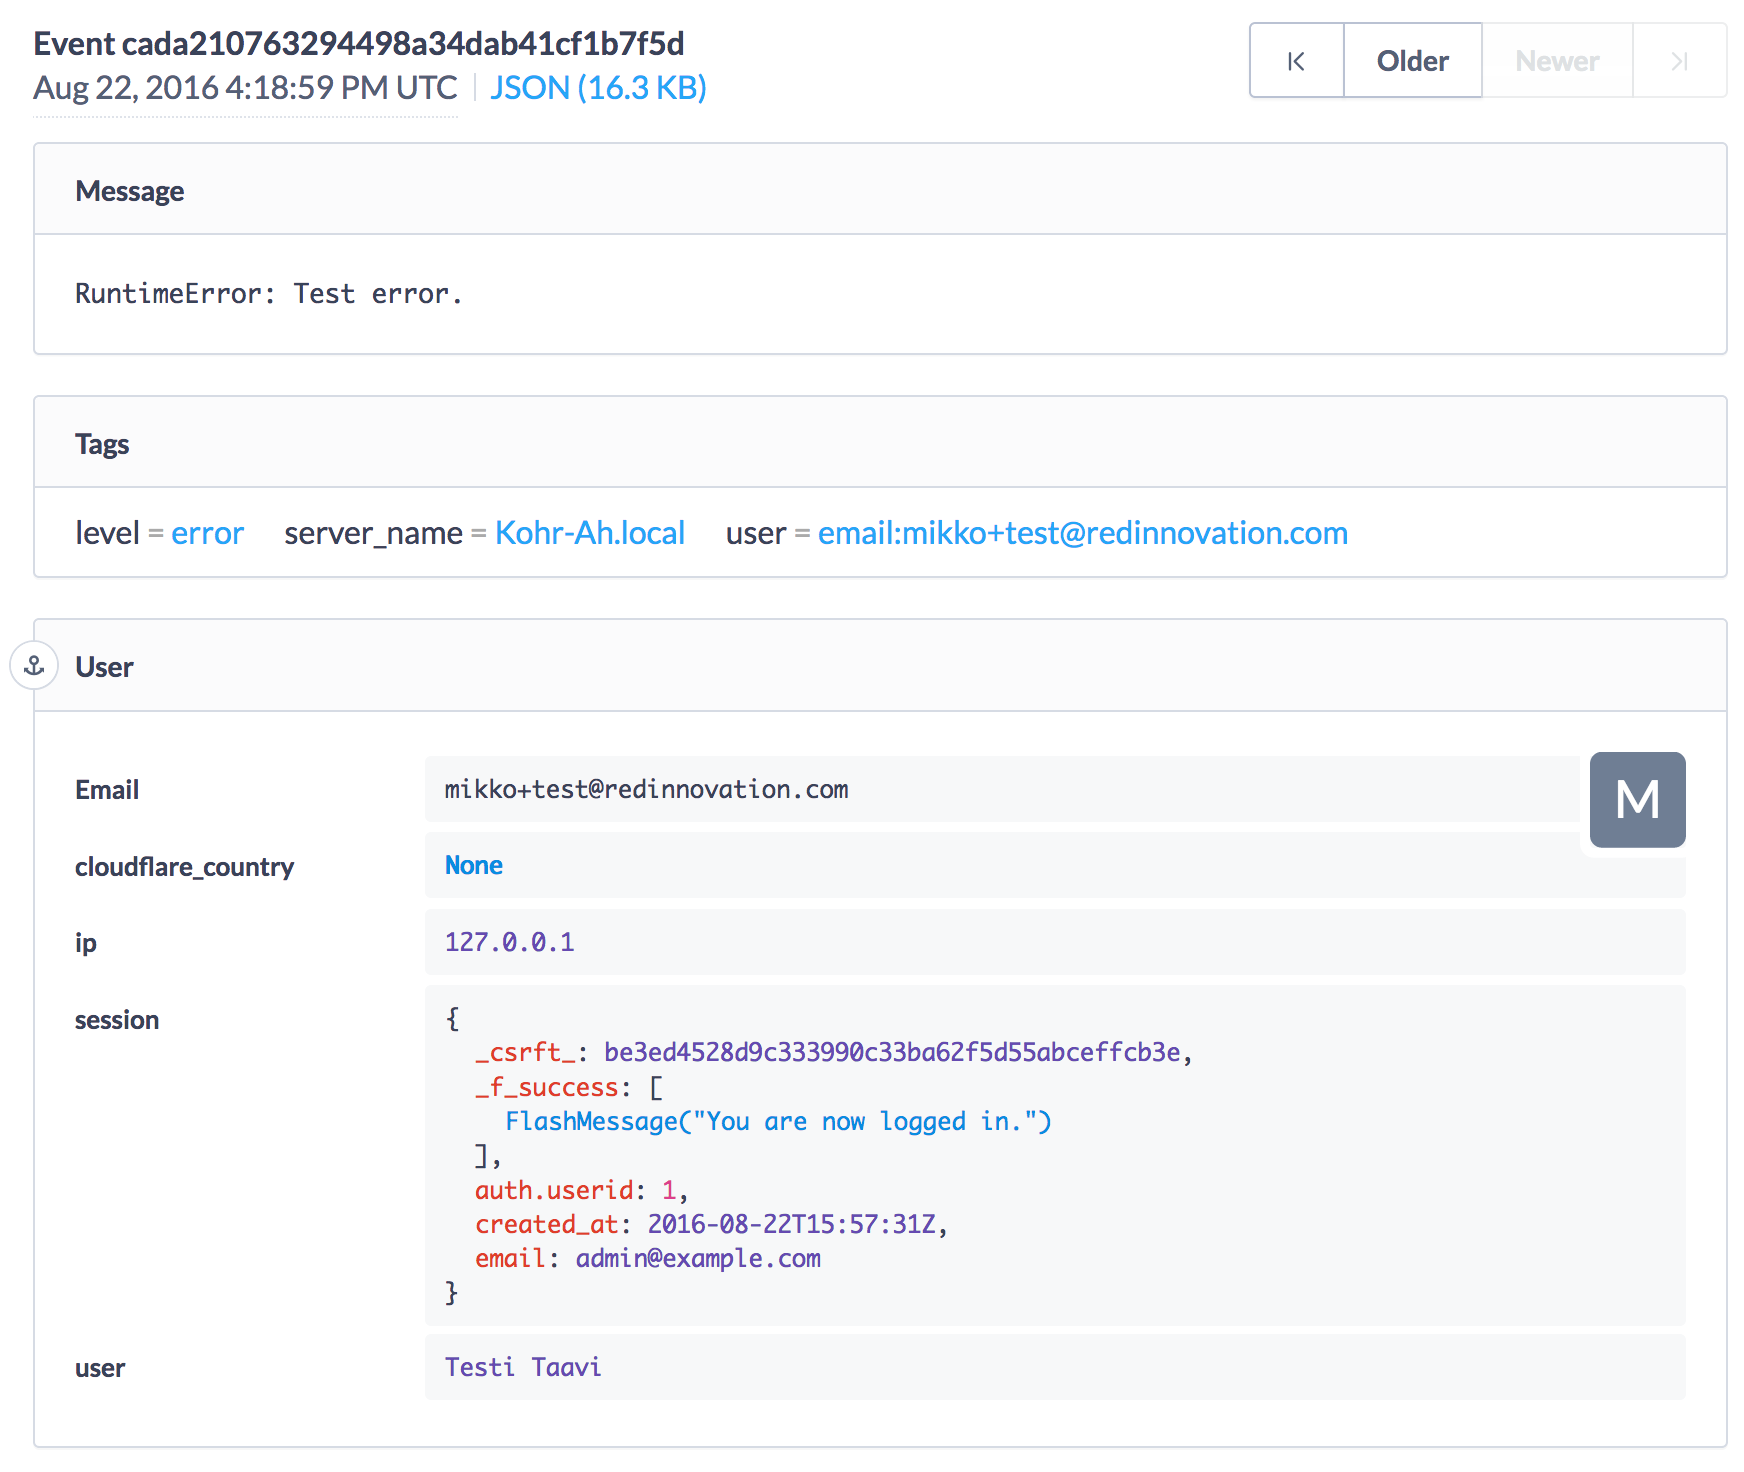 Event cada210763294498a34dab41cf1b7f5d
Aug 22, 2016 4:18:59 PM UTC JSON (16.3 KB)
Older Newer
Message
RuntimeError: Test error.
Tags
level = error server_name = Kohr-Ah.local user = email:mikko+test@redinnovation.com
User
Email mikko+test@redinnovation.com
M
cloudflare_country None
ip 127.0.0.1
session {
_csrft_: be3ed4528d9c333990c33ba62f5d55abceffcb3e,
_f_success: [
FlashMessage("You are now logged in.")
],
auth.userid: 1,
created_at: 2016-08-22T15:57:31Z,
email: admin@example.com
}
user Testi Taavi